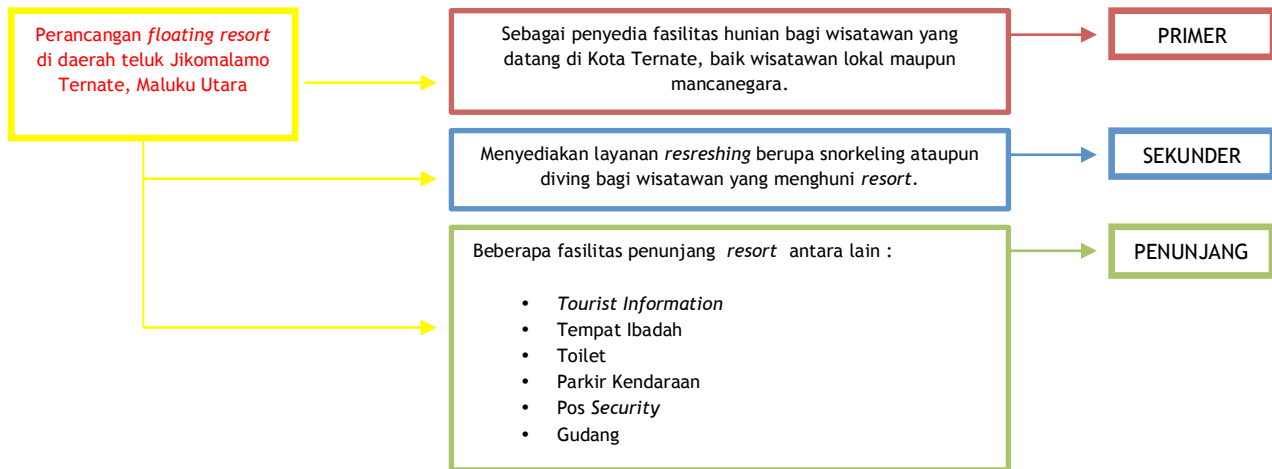 Perancangan floating resort
di daerah teluk Jikomalamo
Ternate, Maluku Utara
Sebagai penyedia fasilitas hunian bagi wisatawan yang
datang di Kota Ternate, baik wisatawan lokal maupun
mancanegara.
PRIMER
Menyediakan layanan resreshing berupa snorkeling ataupun
diving bagi wisatawan yang menghuni resort.
SEKUNDER
Beberapa fasilitas penunjang resort antara lain :
• Tourist Information
• Tempat Ibadah
• Toilet
• Parkir Kendaraan
• Pos Security
• Gudang
PENUNJANG